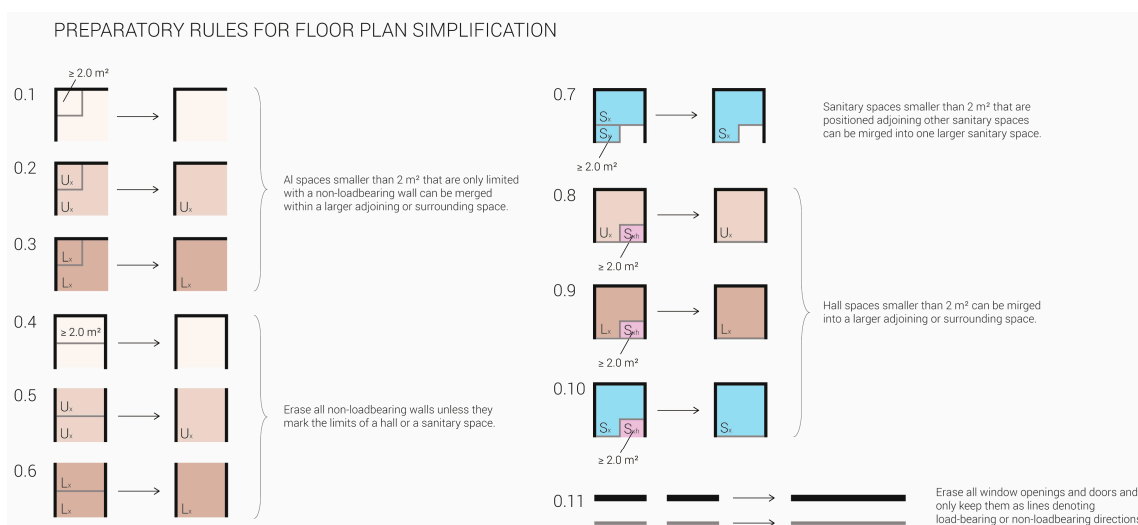 PREPARATORY RULES FOR FLOOR PLAN SIMPLIFICATION
≥ 2.0 m²
0.1
0.2
Ux
Ux
Ux
0.3
Lx
Lx
Lx
Al spaces smaller than 2 m² that are only limited
with a non-loadbearing wall can be merged
within a larger adjoining or surrounding space.
0.4
≥ 2.0 m²
0.5
Ux
Ux
Ux
0.6
Lx
Lx
Lx
Erase all non-loadbearing walls unless they
mark the limits of a hall or a sanitary space.
0.7
Sx
Sx
Sx
≥ 2.0 m²
Sanitary spaces smaller than 2 m² that are
positioned adjoining other sanitary spaces
can be mirged into one larger sanitary space.
0.8
Ux
Sxh
Ux
≥ 2.0 m²
0.9
Lx
Sxh
Lx
≥ 2.0 m²
0.10
Sx
Sxh
Sx
≥ 2.0 m²
Hall spaces smaller than 2 m² can be mirged
into a larger adjoining or surrounding space.
0.11
Erase all window openings and doors and
only keep them as lines denoting
load-bearing or non-loadbearing directions